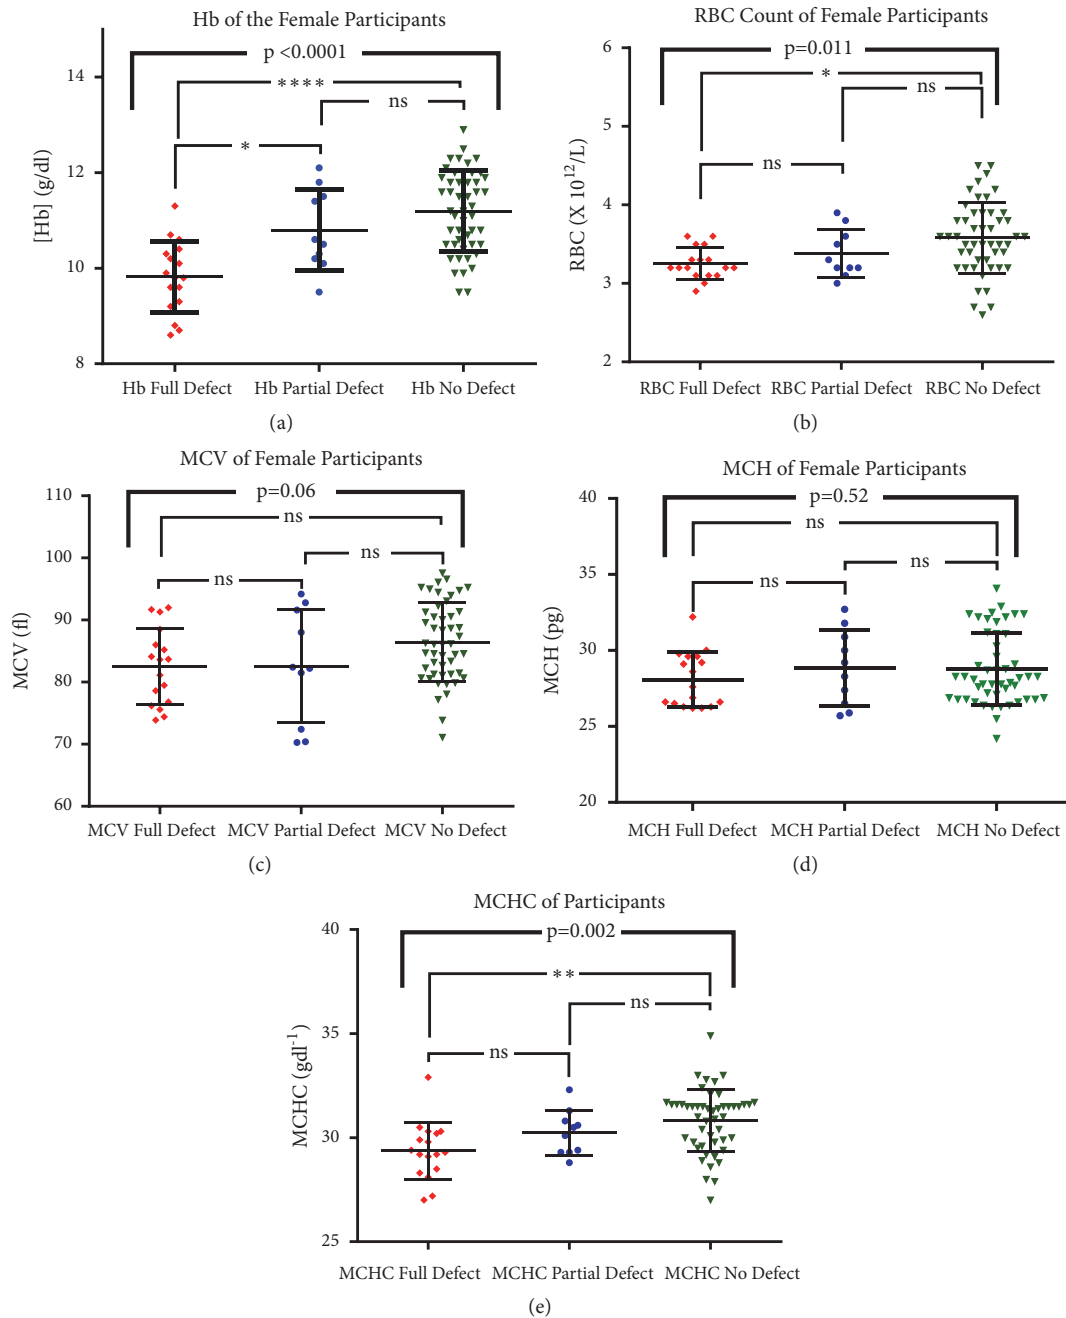 Hb of the Female Participants
p <0.0001
****
ns
*
14
12
10
8
[Hb] (g/dl)
Hb Full Defect
Hb Partial Defect
Hb No Defect
(a)
RBC Count of Female Participants
p=0.011
*
ns
ns
6
5
4
3
2
RBC (X 10¹²/L)
RBC Full Defect
RBC Partial Defect
RBC No Defect
(b)
MCV of Female Participants
p=0.06
ns
ns
ns
110
100
90
80
70
60
MCV (fl)
MCV Full Defect
MCV Partial Defect
MCV No Defect
(c)
MCH of Female Participants
p=0.52
ns
ns
ns
40
35
30
25
20
MCH (pg)
MCH Full Defect
MCH Partial Defect
MCH No Defect
(d)
MCHC of Participants
p=0.002
**
ns
ns
40
35
30
25
MCHC (gdl⁻¹)
MCHC Full Defect
MCHC Partial Defect
MCHC No Defect
(e)